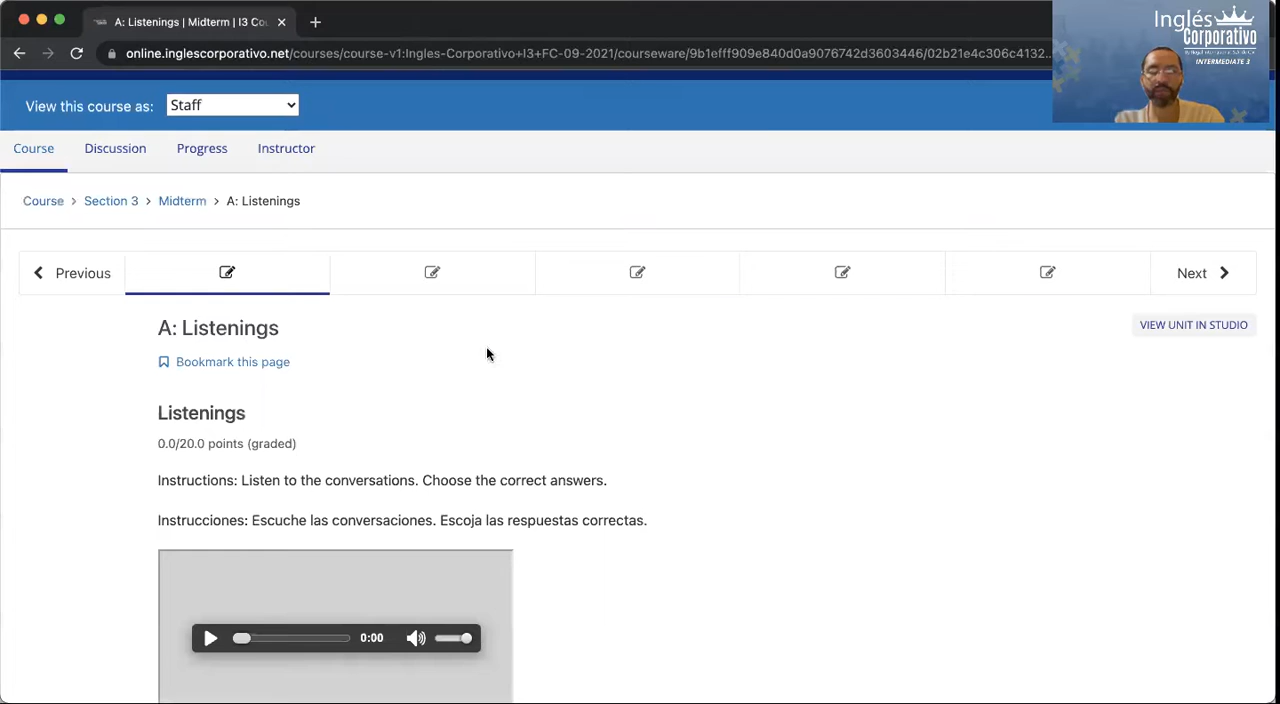 A: Listenings | Midterm | I3 Cou
online.inglescorporativo.net/courses/course-v1:Ingles-Corporativo+I3+FC-09-2021/courseware/9b1efff909e840d0a9076742d3603446/02b21e4c306c4132...
Inglés
Corporativo
INTERMEDIATE 3
View this course as: Staff
Course Discussion Progress Instructor
Course > Section 3 > Midterm > A: Listenings
Previous Next
A: Listenings
VIEW UNIT IN STUDIO
Bookmark this page
Listenings
0.0/20.0 points (graded)
Instructions: Listen to the conversations. Choose the correct answers.
Instrucciones: Escuche las conversaciones. Escoja las respuestas correctas.
0:00